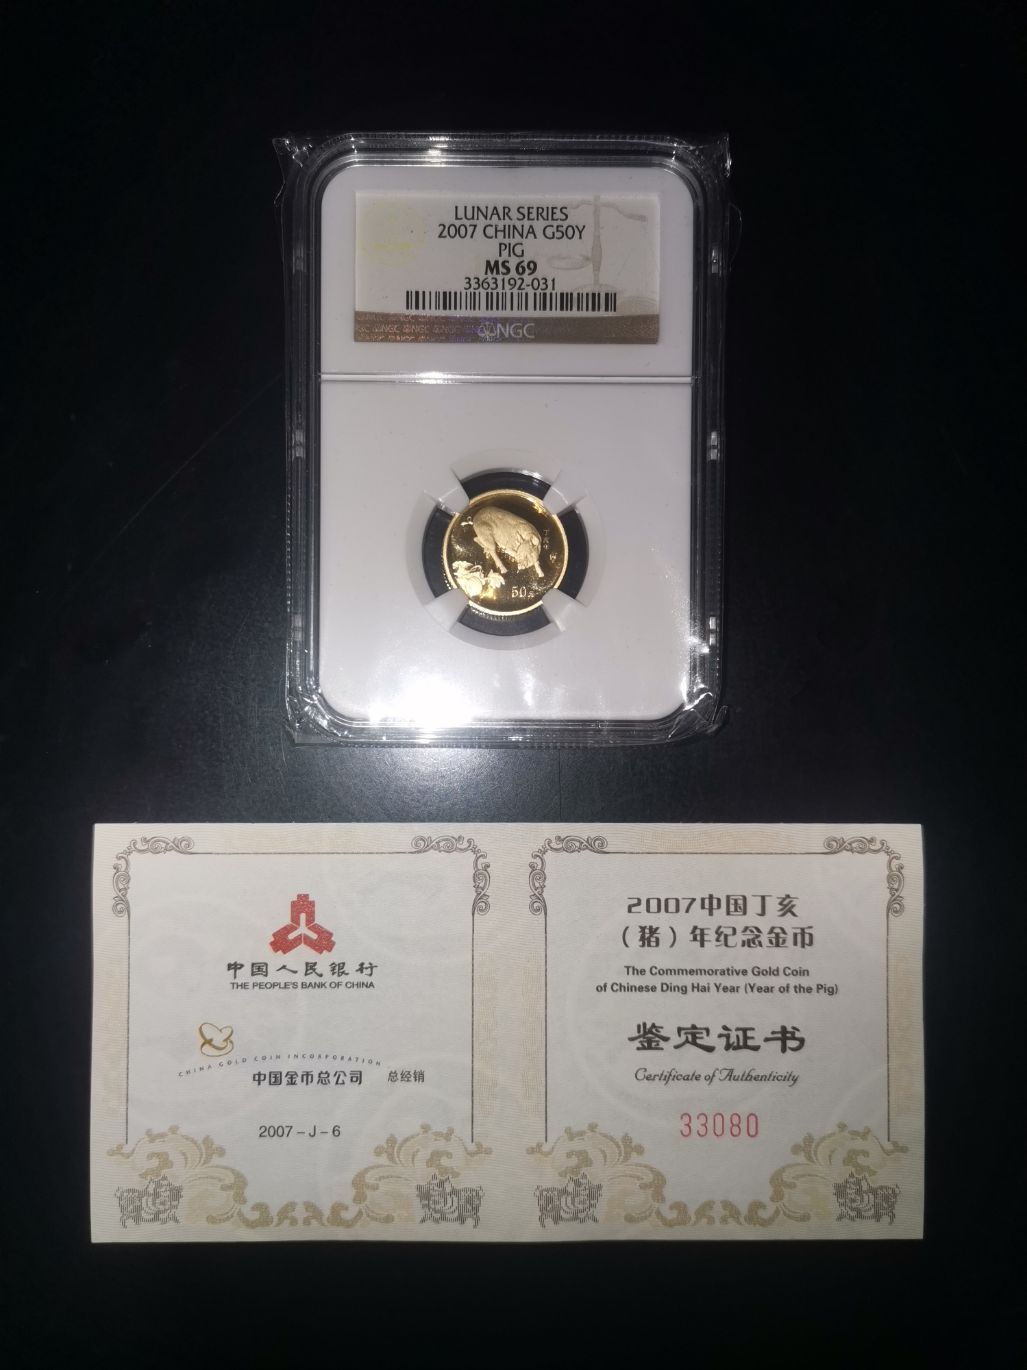 LUNAR SERIES
2007 CHINA G50Y
PIG
MS 69
3363192-031
NGC
50元
中国人民银行
THE PEOPLE'S BANK OF CHINA
CHINA GOLD COIN INCORPORATION
中国金币总公司 总经销
2007-J-6
2007中国丁亥
（猪）年纪念金币
The Commemorative Gold Coin
of Chinese Ding Hai Year (Year of the Pig)
鉴定证书
Certificate of Authenticity
33080